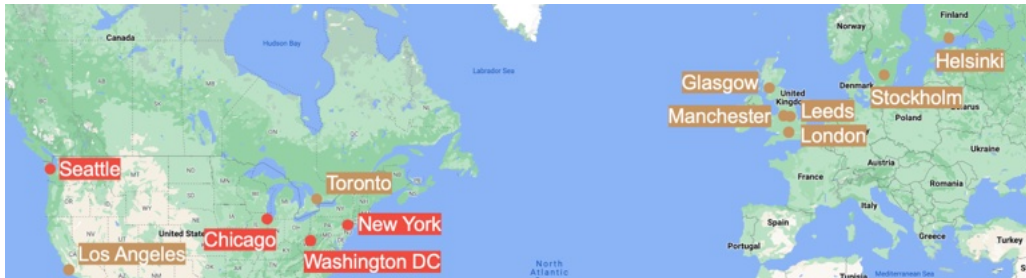 Finland
Norway
Canada
Hudson Bay
Helsinki
Labrador Sea
Glasgow
Denmark
Stockholm
United
Kingdom
Leeds
Manchester
Poland
London
Ukraine
Seattle
Austria
France
Romania
Toronto
Italy
New York
Chicago
Spain
Greece
Turkey
United Sta
Portugal
Los Angeles
Washington DC
North
Atlantic
Mediterranean Sea
Tunisia